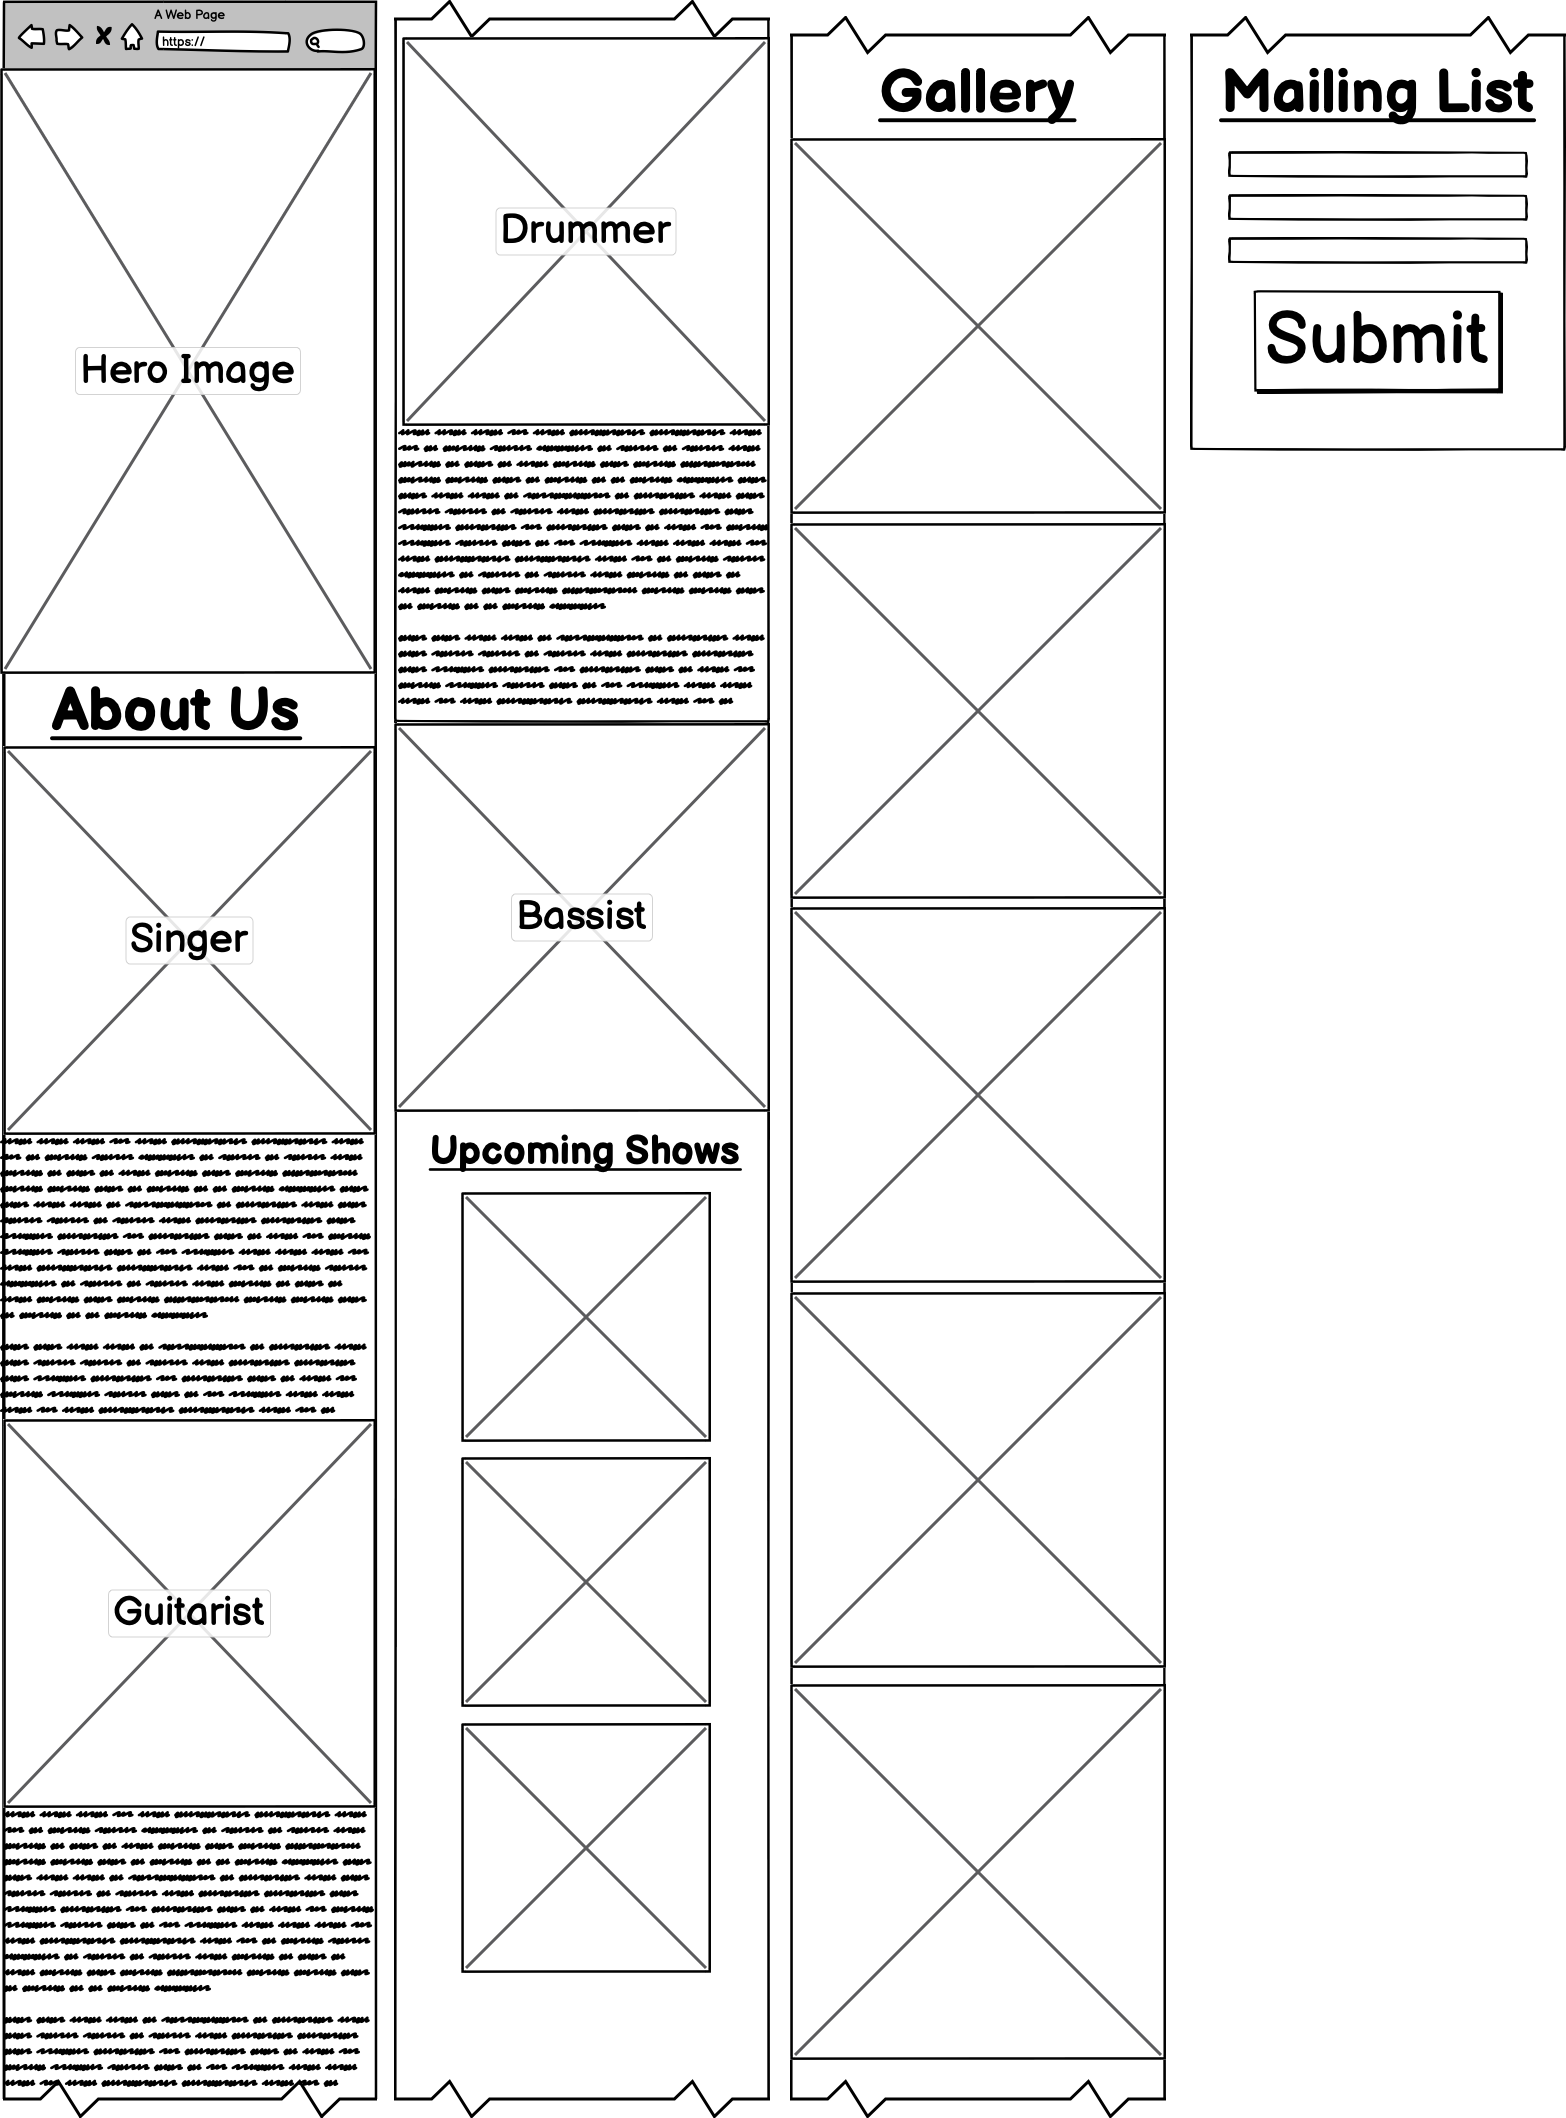 A Web Page
https://
Hero Image
About Us
Singer
Guitarist
Drummer
Bassist
Upcoming Shows
Gallery
Mailing List
Submit